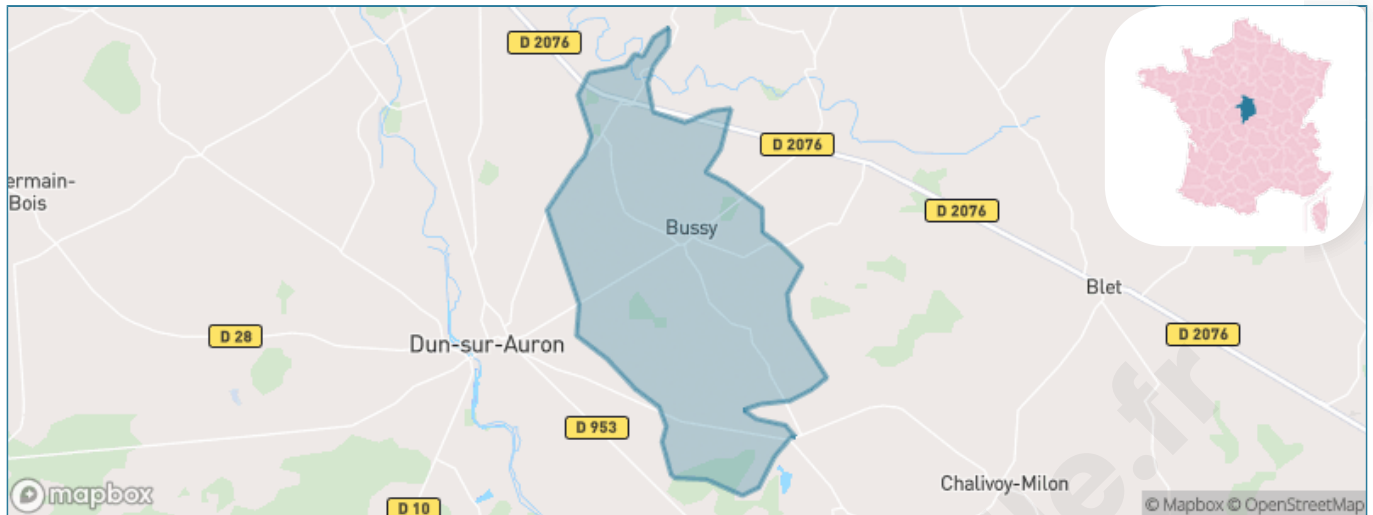 D 2076
D 2076
ermain-
Bois
D 2076
Bussy
Blet
D 28
Dun-sur-Auron
D 2076
D 953
Chalivoy-Milon
mapbox
D 10
© Mapbox © OpenStreetMap